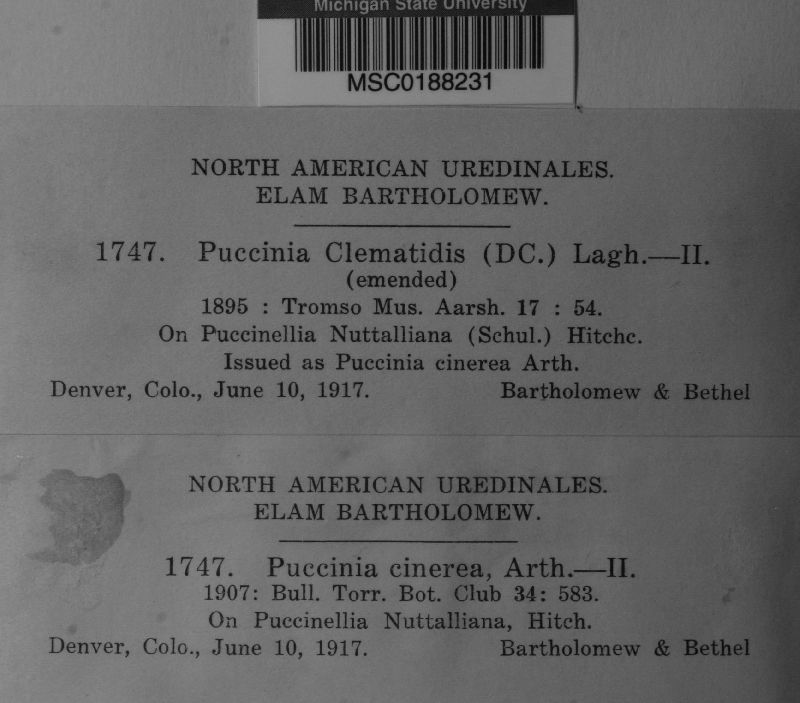 Michigan State University
MSC0188231
NORTH AMERICAN UREDINALES.
ELAM BARTHOLOMEW.
1747. Puccinia Clematidis (DC.) Lagh.—II.
(emended)
1895 : Tromso Mus. Aarsh. 17 : 54.
On Puccinellia Nuttalliana (Schul.) Hitchc.
Issued as Puccinia cinerea Arth.
Denver, Colo., June 10, 1917. Bartholomew & Bethel
NORTH AMERICAN UREDINALES.
ELAM BARTHOLOMEW.
1747. Puccinia cinerea, Arth.—II.
1907: Bull. Torr. Bot. Club 34: 583.
On Puccinellia Nuttalliana, Hitch.
Denver, Colo., June 10, 1917. Bartholomew & Bethel